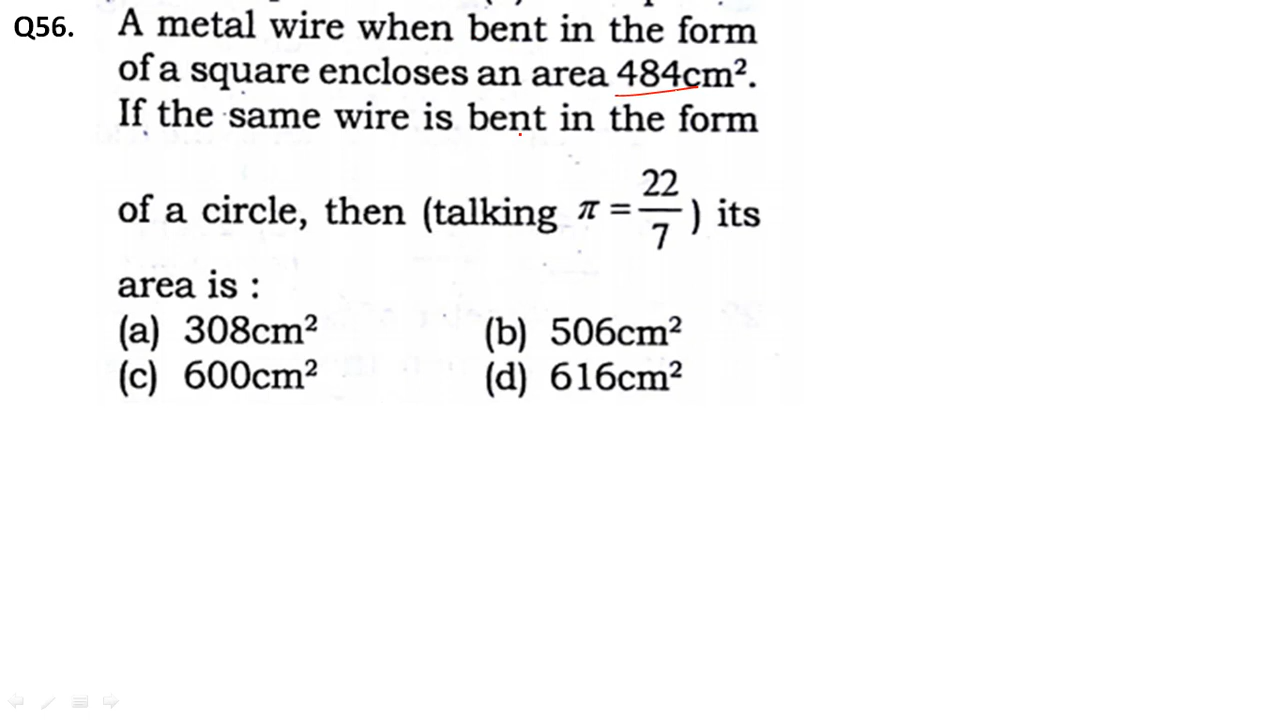 Q56. A metal wire when bent in the form
of a square encloses an area 484cm².
If the same wire is bent in the form
of a circle, then (talking π = 22/7) its
area is :
(a) 308cm² (b) 506cm²
(c) 600cm² (d) 616cm²